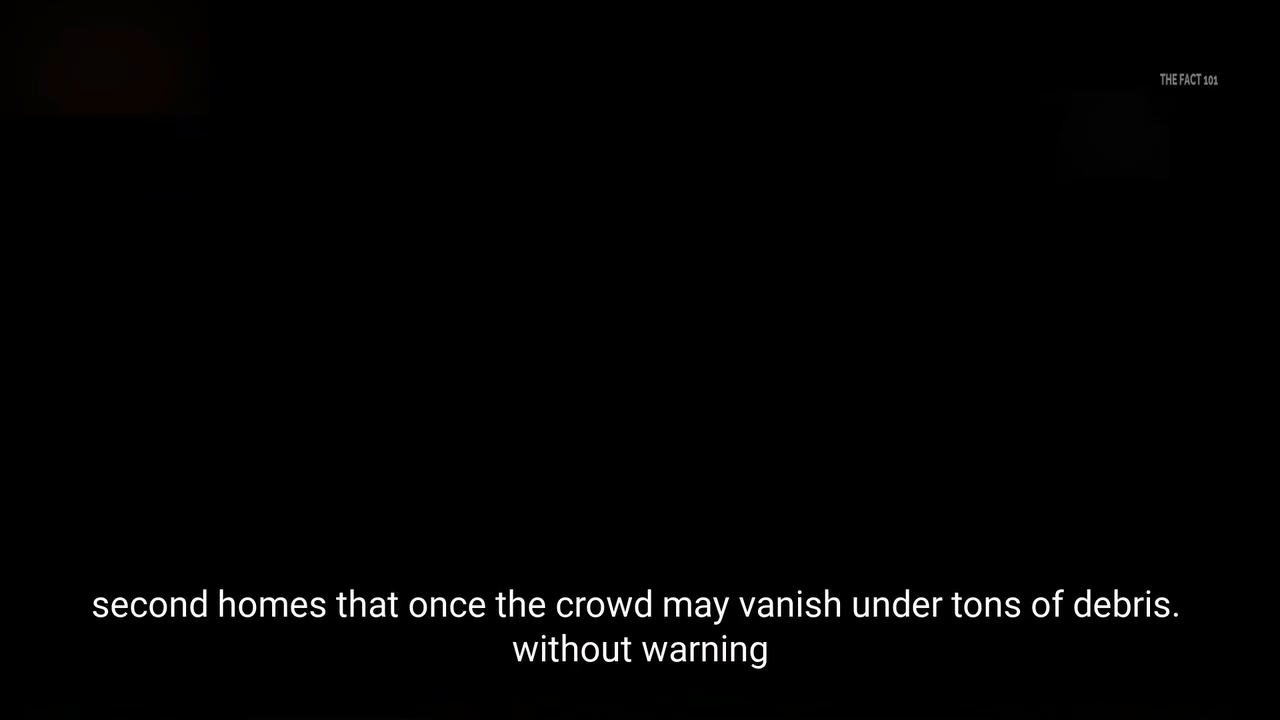 THE FACT 101
second homes that once the crowd may vanish under tons of debris.
without warning